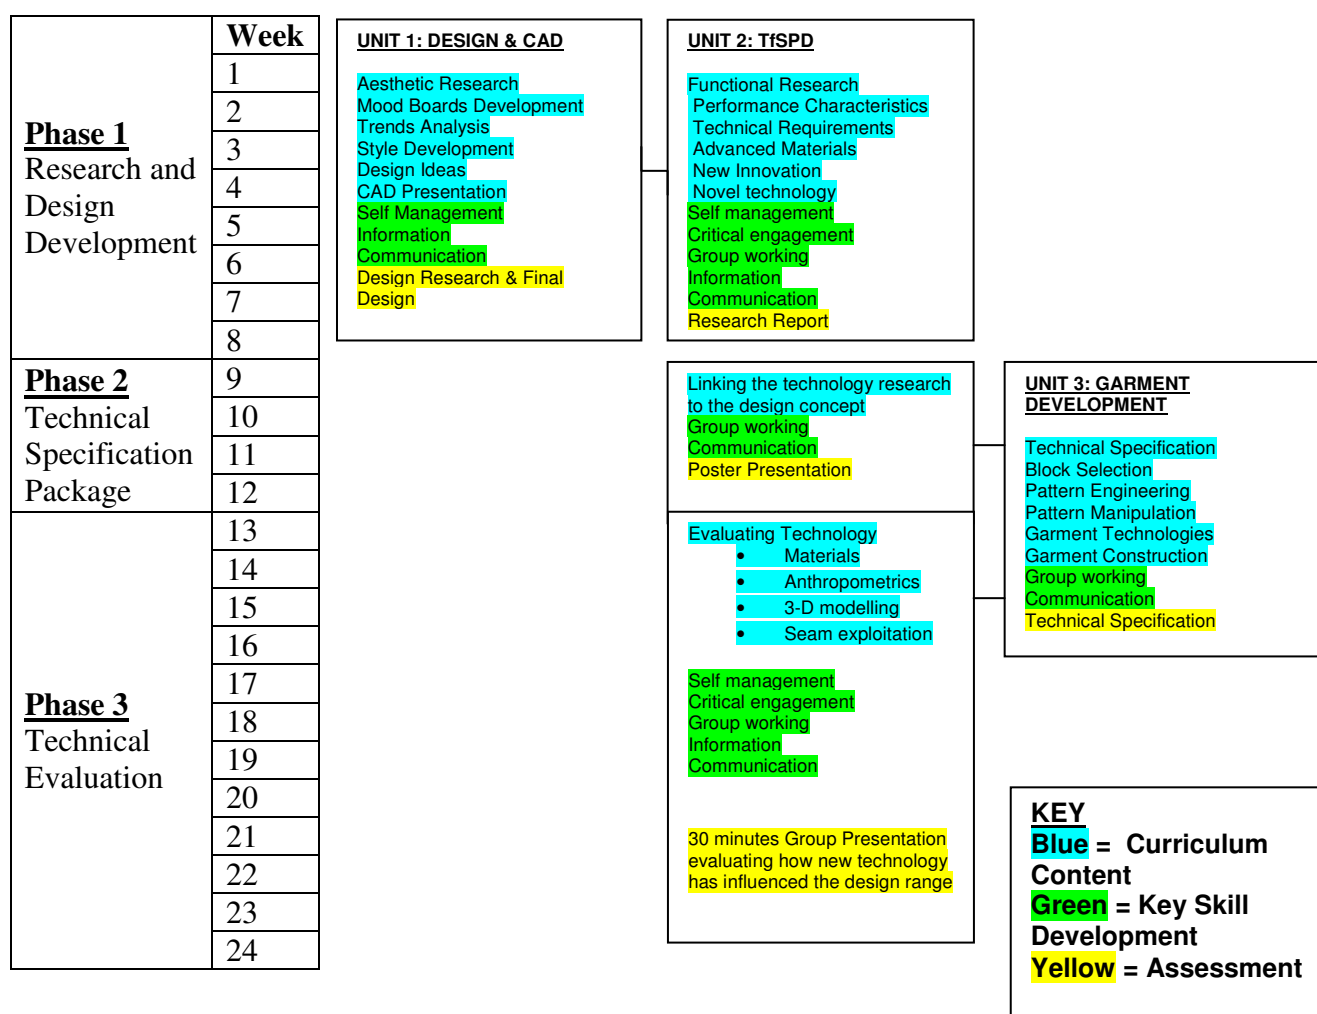 Week
Phase 1
Research and
Design
Development
1
2
3
4
5
6
7
8
Phase 2
Technical
Specification
Package
9
10
11
12
Phase 3
Technical
Evaluation
13
14
15
16
17
18
19
20
21
22
23
24
UNIT 1: DESIGN & CAD
Aesthetic Research
Mood Boards Development
Trends Analysis
Style Development
Design Ideas
CAD Presentation
Self Management
Information
Communication
Design Research & Final
Design
UNIT 2: TfSPD
Functional Research
Performance Characteristics
Technical Requirements
Advanced Materials
New Innovation
Novel technology
Self management
Critical engagement
Group working
Information
Communication
Research Report
Linking the technology research
to the design concept
Group working
Communication
Poster Presentation
Evaluating Technology
• Materials
• Anthropometrics
• 3-D modelling
• Seam exploitation
Self management
Critical engagement
Group working
Information
Communication
30 minutes Group Presentation
evaluating how new technology
has influenced the design range
UNIT 3: GARMENT
DEVELOPMENT
Technical Specification
Block Selection
Pattern Engineering
Pattern Manipulation
Garment Technologies
Garment Construction
Group working
Communication
Technical Specification
KEY
Blue = Curriculum
Content
Green = Key Skill
Development
Yellow = Assessment